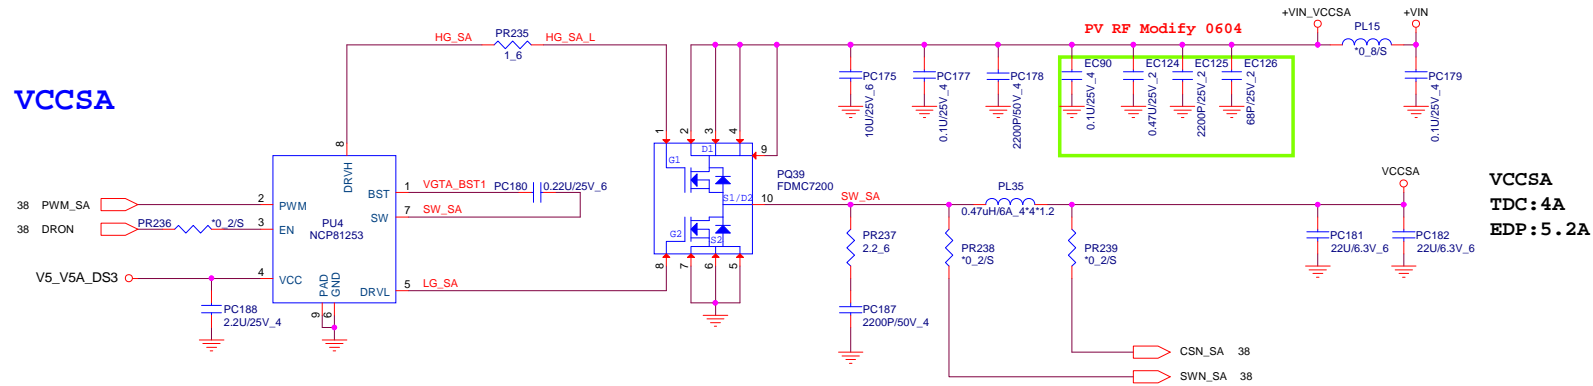 VCCSA
HG_SA
PR235
1_6
HG_SA_L
PV RF Modify 0604
+VIN_VCCSA
+VIN
PL15
*0_8/S
PC175
10U/25V_6
PC177
0.1U/25V_4
PC178
2200P/50V_4
EC90
0.1U/25V_4
EC124
0.47U/25V_2
EC125
2200P/25V_2
EC126
68P/25V_2
PC179
0.1U/25V_4
38 PWM_SA
38 DRON
PR236
*0_2/S
V5_V5A_DS3
PC188
2.2U/25V_4
8
DRVH
2
PWM
3
EN
4
VCC
PU4
NCP81253
BST
1
SW
7
DRVL
5
PAD
GND
9
6
VGTA_BST1
PC180
0.22U/25V_6
SW_SA
LG_SA
1
2
3
4
9
D1
G1
S1/D2
G2
S2
8
7
6
5
10
PQ39
FDMC7200
SW_SA
PL35
0.47uH/6A_4*4*1.2
PR237
2.2_6
PC187
2200P/50V_4
PR238
*0_2/S
PR239
*0_2/S
CSN_SA 38
SWN_SA 38
VCCSA
PC181
22U/6.3V_6
PC182
22U/6.3V_6
VCCSA
TDC:4A
EDP:5.2A